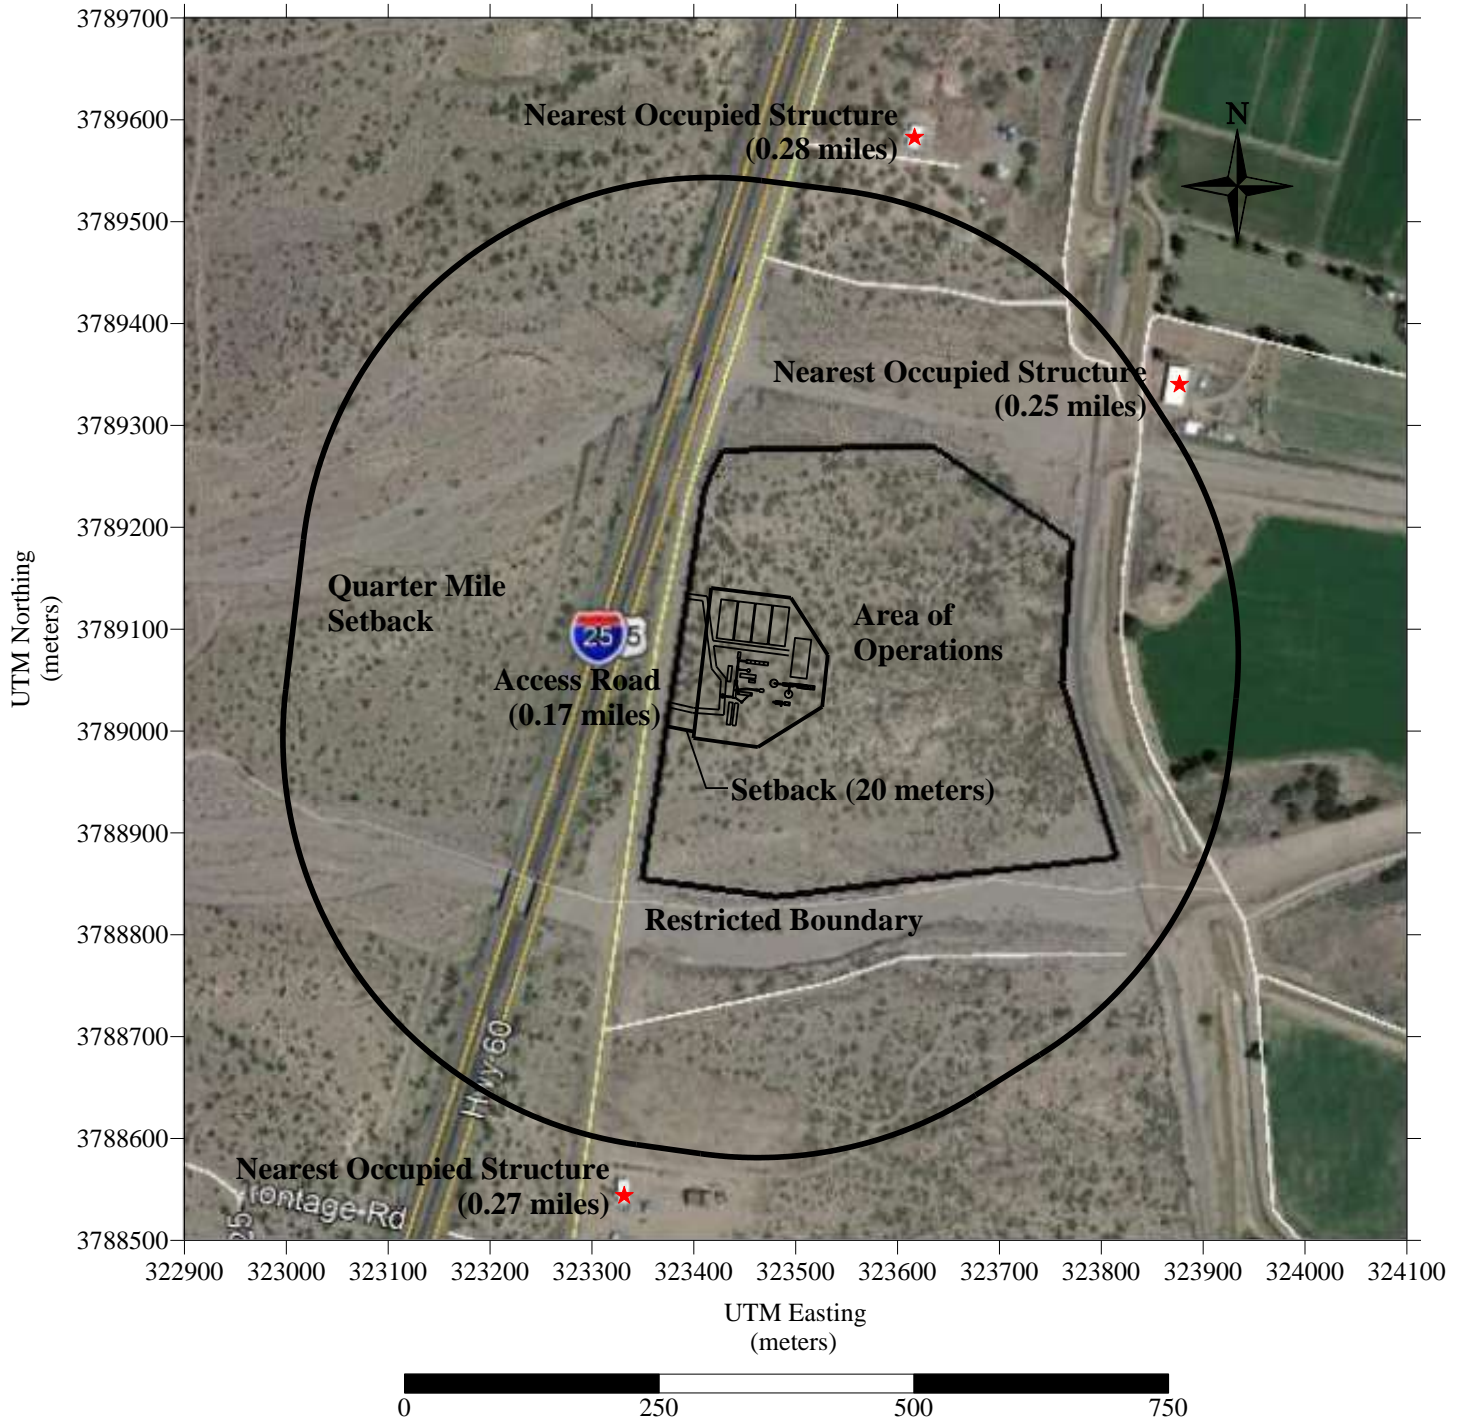 3789700
3789600
3789500
3789400
3789300
3789200
3789100
3789000
3788900
3788800
3788700
3788600
3788500
UTM Northing
(meters)
Nearest Occupied Structure
(0.28 miles)
N
Nearest Occupied Structure
(0.25 miles)
Quarter Mile
Setback
25
5
Area of
Operations
Access Road
(0.17 miles)
Setback (20 meters)
Restricted Boundary
Hwy 60
Nearest Occupied Structure
(0.27 miles)
25
rontage Rd
322900 323000 323100 323200 323300 323400 323500 323600 323700 323800 323900 324000 324100
UTM Easting
(meters)
0 250 500 750